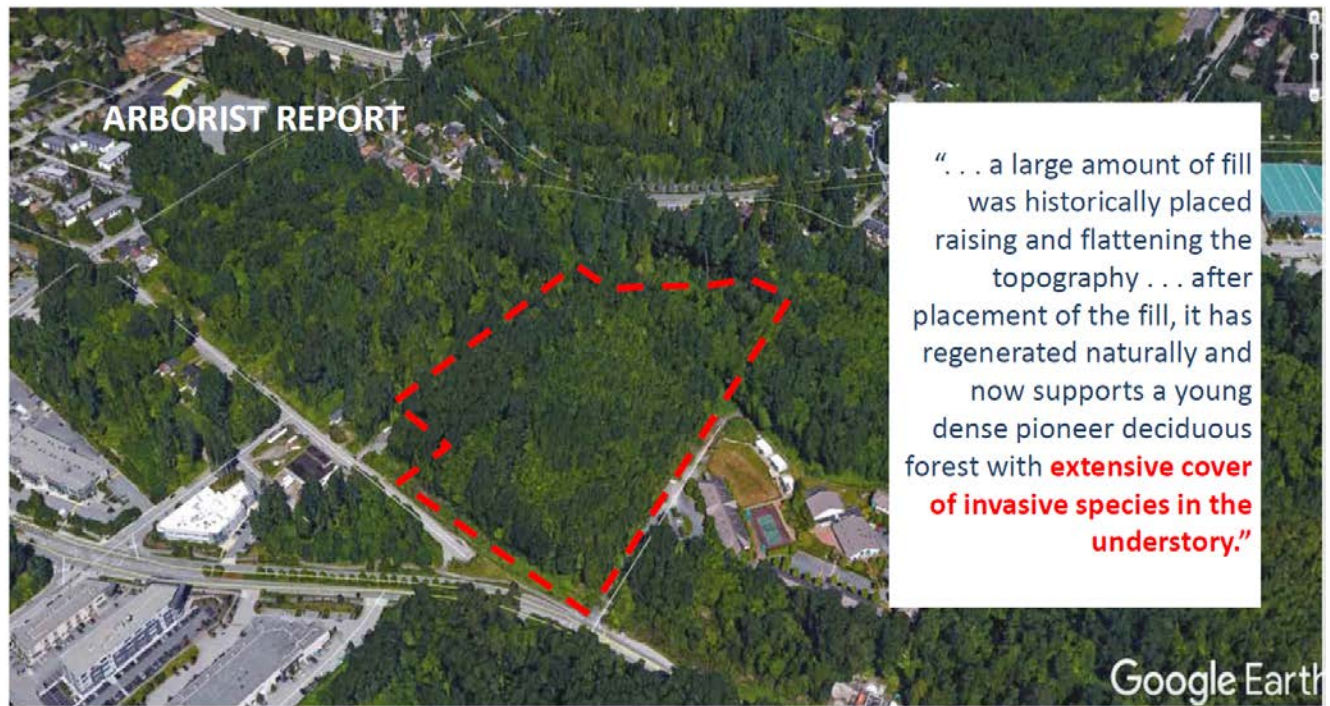 ARBORIST REPORT
“. . . a large amount of fill
was historically placed
raising and flattening the
topography . . . after
placement of the fill, it has
regenerated naturally and
now supports a young
dense pioneer deciduous
forest with extensive cover
of invasive species in the
understory.”
Google Earth